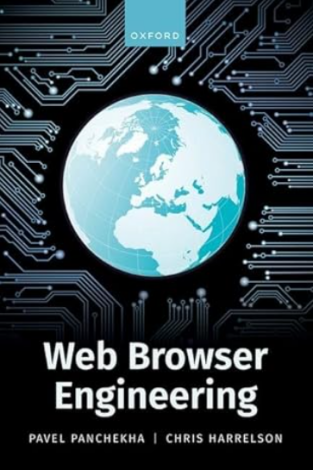 OXFORD
Web Browser
Engineering
PAVEL PANCHEKHA | CHRIS HARRELSON